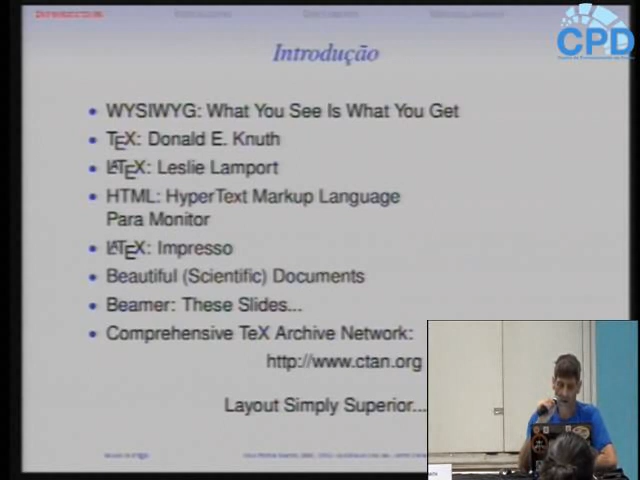 CPD
Introdução
• WYSIWYG: What You See Is What You Get
• TEX: Donald E. Knuth
• LATEX: Leslie Lamport
• HTML: HyperText Markup Language
Para Monitor
• LATEX: Impresso
• Beautiful (Scientific) Documents
• Beamer: These Slides...
• Comprehensive TeX Archive Network:
http://www.ctan.org
Layout Simply Superior...